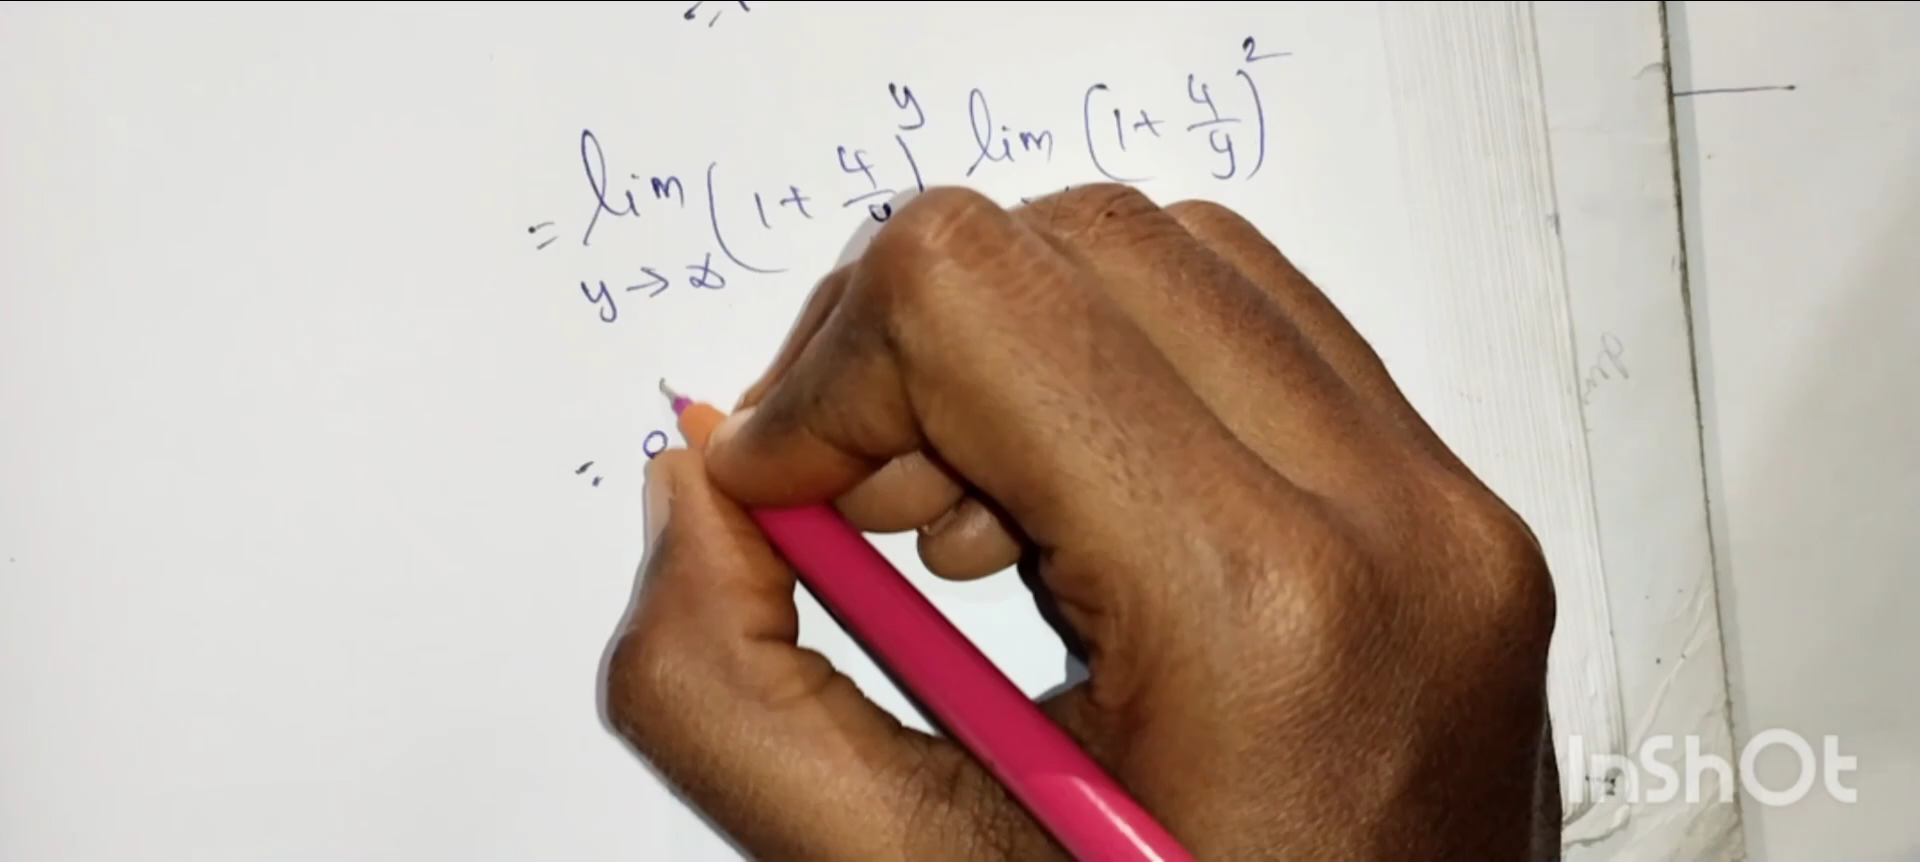 = lim (1 + 4/y)^y lim (1 + 4/y)^2
y → ∞
= e
InShOt